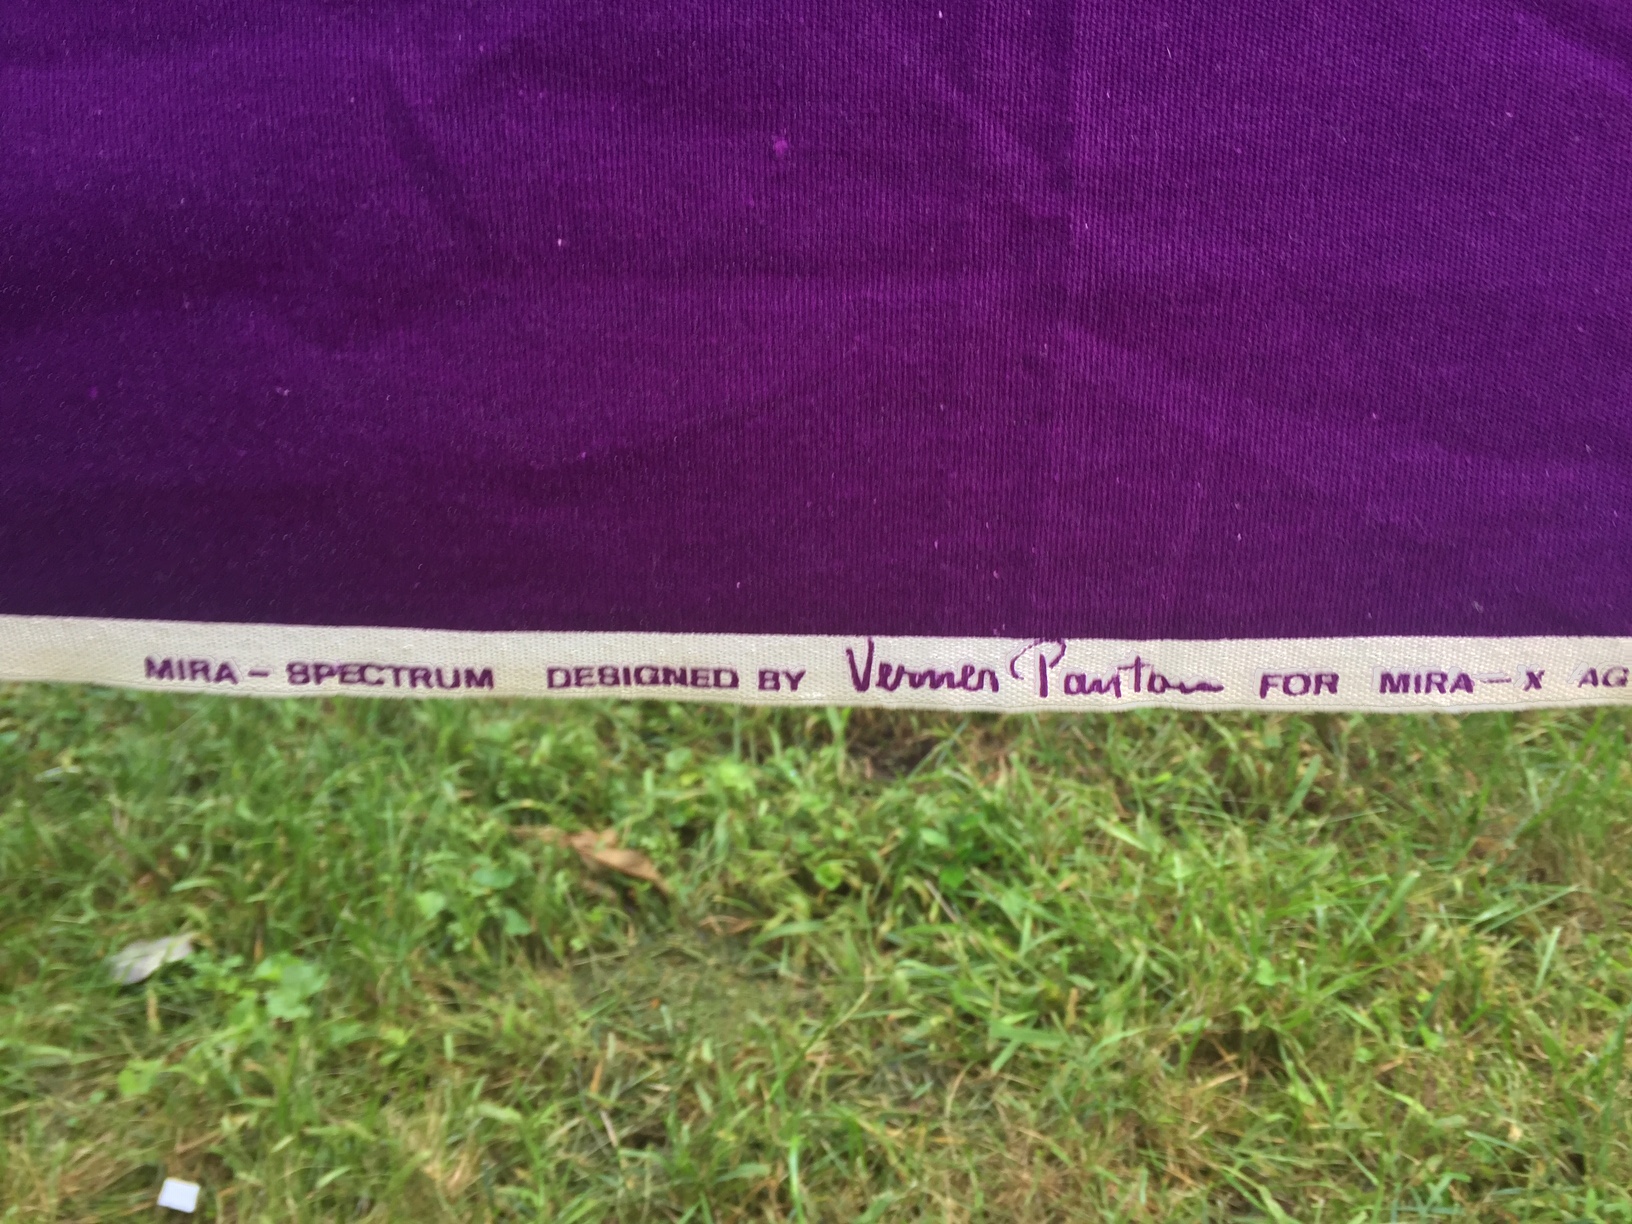 MIRA - SPECTRUM DESIGNED BY Verner Panton FOR MIRA - X AG